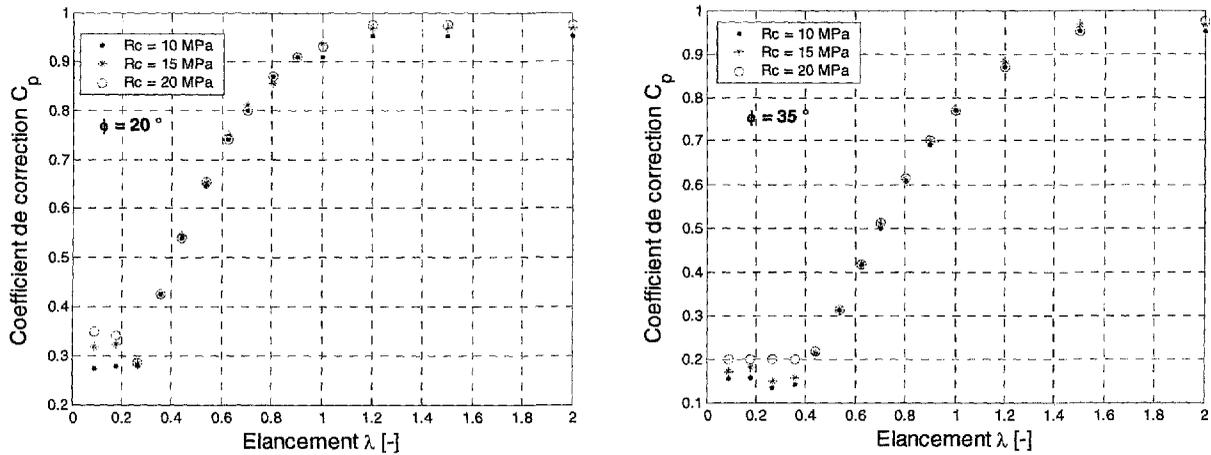 Coefficient de correction C_p
1
0.9
0.8
0.7
0.6
0.5
0.4
0.3
0.2
• Rc = 10 MPa
* Rc = 15 MPa
○ Rc = 20 MPa
ϕ = 20 °
0 0.2 0.4 0.6 0.8 1 1.2 1.4 1.6 1.8 2
Elancement λ [-]
Coefficient de correction C_p
1
0.9
0.8
0.7
0.6
0.5
0.4
0.3
0.2
0.1
• Rc = 10 MPa
+ Rc = 15 MPa
○ Rc = 20 MPa
ϕ = 35 °
0 0.2 0.4 0.6 0.8 1 1.2 1.4 1.6 1.8 2
Elancement λ [-]